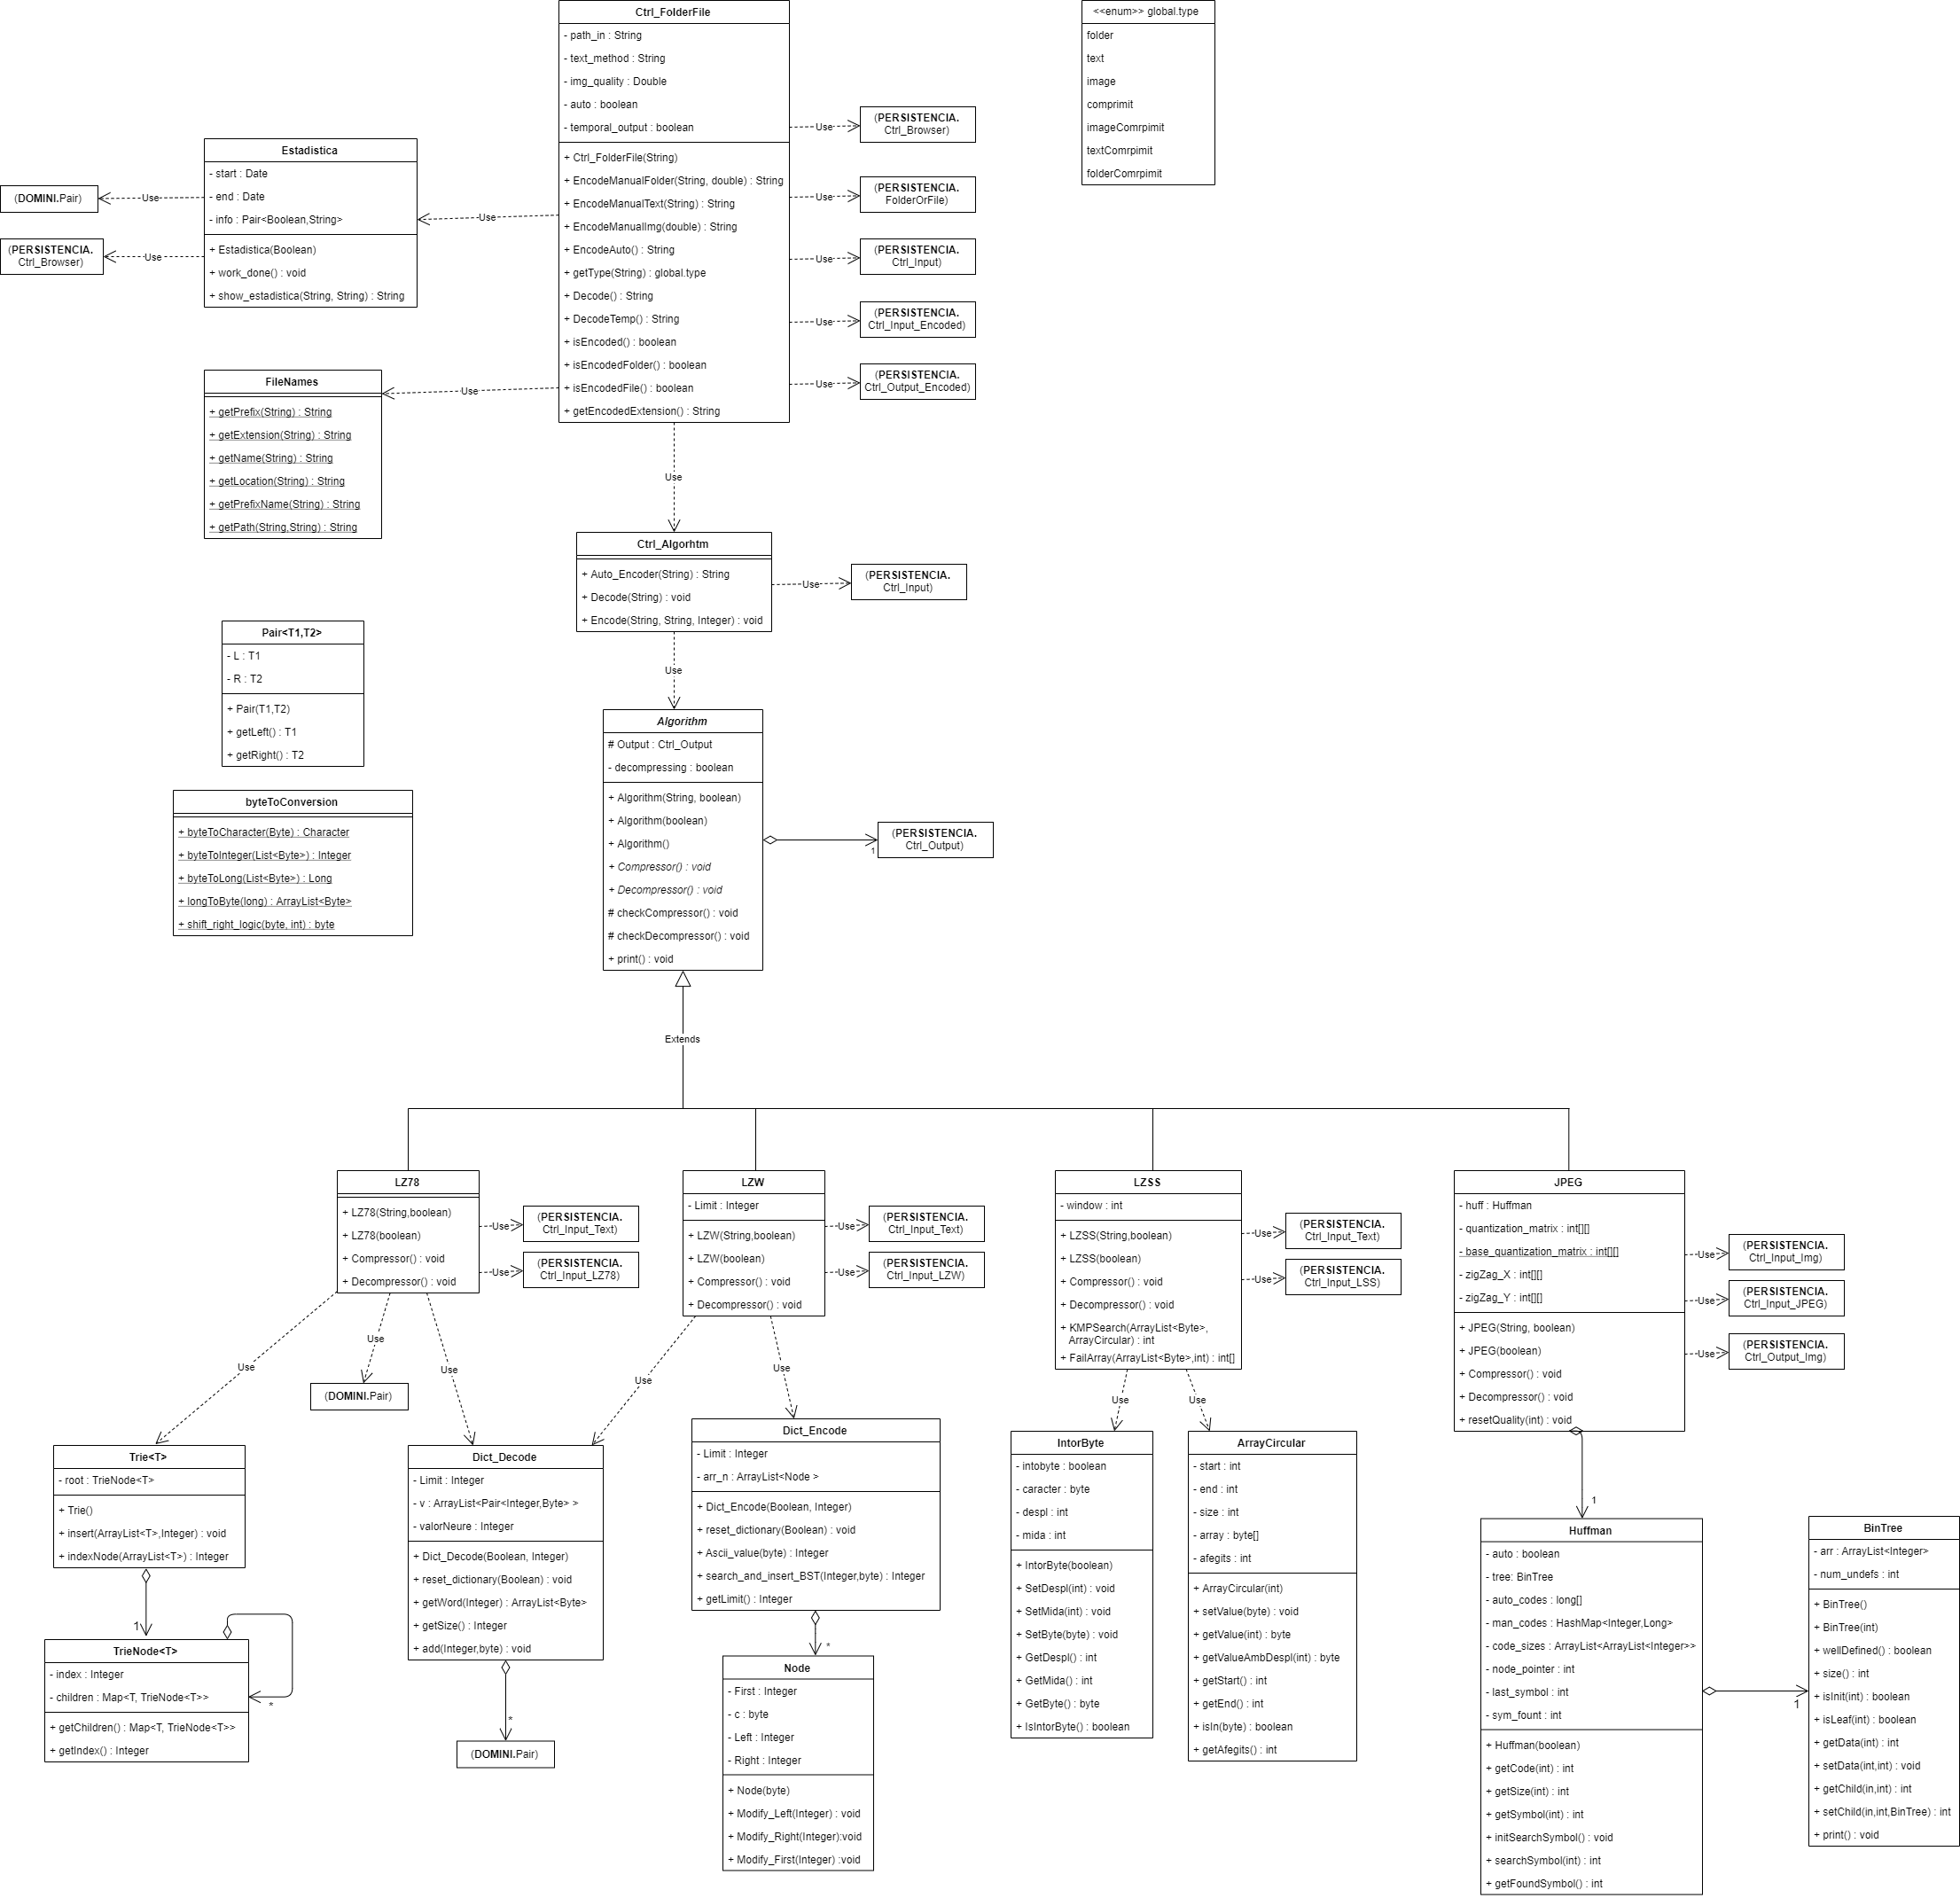 Ctrl_FolderFile
- path_in : String
- text_method : String
- img_quality : Double
- auto : boolean
- temporal_output : boolean
+ Ctrl_FolderFile(String)
+ EncodeManualFolder(String, double) : String
+ EncodeManualText(String) : String
+ EncodeManualImg(double) : String
+ EncodeAuto() : String
+ getType(String) : global.type
+ Decode() : String
+ DecodeTemp() : String
+ isEncoded() : boolean
+ isEncodedFolder() : boolean
+ isEncodedFile() : boolean
+ getEncodedExtension() : String
<<enum>> global.type
folder
text
image
comprimit
imageComrpimit
textComrpimit
folderComrpimit
Use
(PERSISTENCIA.
Ctrl_Browser)
Use
(PERSISTENCIA.
FolderOrFile)
Use
(PERSISTENCIA.
Ctrl_Input)
Use
(PERSISTENCIA.
Ctrl_Input_Encoded)
Use
(PERSISTENCIA.
Ctrl_Output_Encoded)
Use
Estadistica
- start : Date
- end : Date
- info : Pair<Boolean,String>
+ Estadistica(Boolean)
+ work_done() : void
+ show_estadistica(String, String) : String
Use
(DOMINI.Pair)
Use
(PERSISTENCIA.
Ctrl_Browser)
Use
FileNames
+ getPrefix(String) : String
+ getExtension(String) : String
+ getName(String) : String
+ getLocation(String) : String
+ getPrefixName(String) : String
+ getPath(String,String) : String
Use
Ctrl_Algorhtm
+ Auto_Encoder(String) : String
+ Decode(String) : void
+ Encode(String, String, Integer) : void
Use
(PERSISTENCIA.
Ctrl_Input)
Use
Pair<T1,T2>
- L : T1
- R : T2
+ Pair(T1,T2)
+ getLeft() : T1
+ getRight() : T2
byteToConversion
+ byteToCharacter(Byte) : Character
+ byteToInteger(List<Byte>) : Integer
+ byteToLong(List<Byte>) : Long
+ longToByte(long) : ArrayList<Byte>
+ shift_right_logic(byte, int) : byte
Algorithm
# Output : Ctrl_Output
- decompressing : boolean
+ Algorithm(String, boolean)
+ Algorithm(boolean)
+ Algorithm()
+ Compressor() : void
+ Decompressor() : void
# checkCompressor() : void
# checkDecompressor() : void
+ print() : void
1
(PERSISTENCIA.
Ctrl_Output)
Extends
LZ78
+ LZ78(String,boolean)
+ LZ78(boolean)
+ Compressor() : void
+ Decompressor() : void
Use
(PERSISTENCIA.
Ctrl_Input_Text)
Use
(PERSISTENCIA.
Ctrl_Input_LZ78)
LZW
- Limit : Integer
+ LZW(String,boolean)
+ LZW(boolean)
+ Compressor() : void
+ Decompressor() : void
Use
(PERSISTENCIA.
Ctrl_Input_Text)
Use
(PERSISTENCIA.
Ctrl_Input_LZW)
LZSS
- window : int
+ LZSS(String,boolean)
+ LZSS(boolean)
+ Compressor() : void
+ Decompressor() : void
+ KMPSearch(ArrayList<Byte>,
ArrayCircular) : int
+ FailArray(ArrayList<Byte>,int) : int[]
Use
(PERSISTENCIA.
Ctrl_Input_Text)
Use
(PERSISTENCIA.
Ctrl_Input_LSS)
JPEG
- huff : Huffman
- quantization_matrix : int[][]
- base_quantization_matrix : int[][]
- zigZag_X : int[][]
- zigZag_Y : int[][]
+ JPEG(String, boolean)
+ JPEG(boolean)
+ Compressor() : void
+ Decompressor() : void
+ resetQuality(int) : void
Use
(PERSISTENCIA.
Ctrl_Input_Img)
Use
(PERSISTENCIA.
Ctrl_Input_JPEG)
Use
(PERSISTENCIA.
Ctrl_Output_Img)
Use
Use
(DOMINI.Pair)
Use
Use
Use
Use
Use
Trie<T>
- root : TrieNode<T>
+ Trie()
+ insert(ArrayList<T>,Integer) : void
+ indexNode(ArrayList<T>) : Integer
1
TrieNode<T>
- index : Integer
- children : Map<T, TrieNode<T>>
+ getChildren() : Map<T, TrieNode<T>>
+ getIndex() : Integer
*
Dict_Decode
- Limit : Integer
- v : ArrayList<Pair<Integer,Byte> >
- valorNeure : Integer
+ Dict_Decode(Boolean, Integer)
+ reset_dictionary(Boolean) : void
+ getWord(Integer) : ArrayList<Byte>
+ getSize() : Integer
+ add(Integer,byte) : void
*
(DOMINI.Pair)
Dict_Encode
- Limit : Integer
- arr_n : ArrayList<Node >
+ Dict_Encode(Boolean, Integer)
+ reset_dictionary(Boolean) : void
+ Ascii_value(byte) : Integer
+ search_and_insert_BST(Integer,byte) : Integer
+ getLimit() : Integer
*
Node
- First : Integer
- c : byte
- Left : Integer
- Right : Integer
+ Node(byte)
+ Modify_Left(Integer) : void
+ Modify_Right(Integer):void
+ Modify_First(Integer) :void
IntorByte
- intobyte : boolean
- caracter : byte
- despl : int
- mida : int
+ IntorByte(boolean)
+ SetDespl(int) : void
+ SetMida(int) : void
+ SetByte(byte) : void
+ GetDespl() : int
+ GetMida() : int
+ GetByte() : byte
+ IsIntorByte() : boolean
ArrayCircular
- start : int
- end : int
- size : int
- array : byte[]
- afegits : int
+ ArrayCircular(int)
+ setValue(byte) : void
+ getValue(int) : byte
+ getValueAmbDespl(int) : byte
+ getStart() : int
+ getEnd() : int
+ isIn(byte) : boolean
+ getAfegits() : int
1
Huffman
- auto : boolean
- tree: BinTree
- auto_codes : long[]
- man_codes : HashMap<Integer,Long>
- code_sizes : ArrayList<ArrayList<Integer>>
- node_pointer : int
- last_symbol : int
- sym_fount : int
+ Huffman(boolean)
+ getCode(int) : int
+ getSize(int) : int
+ getSymbol(int) : int
+ initSearchSymbol() : void
+ searchSymbol(int) : int
+ getFoundSymbol() : int
1
BinTree
- arr : ArrayList<Integer>
- num_undefs : int
+ BinTree()
+ BinTree(int)
+ wellDefined() : boolean
+ size() : int
+ isInit(int) : boolean
+ isLeaf(int) : boolean
+ getData(int) : int
+ setData(int,int) : void
+ getChild(in,int) : int
+ setChild(in,int,BinTree) : int
+ print() : void